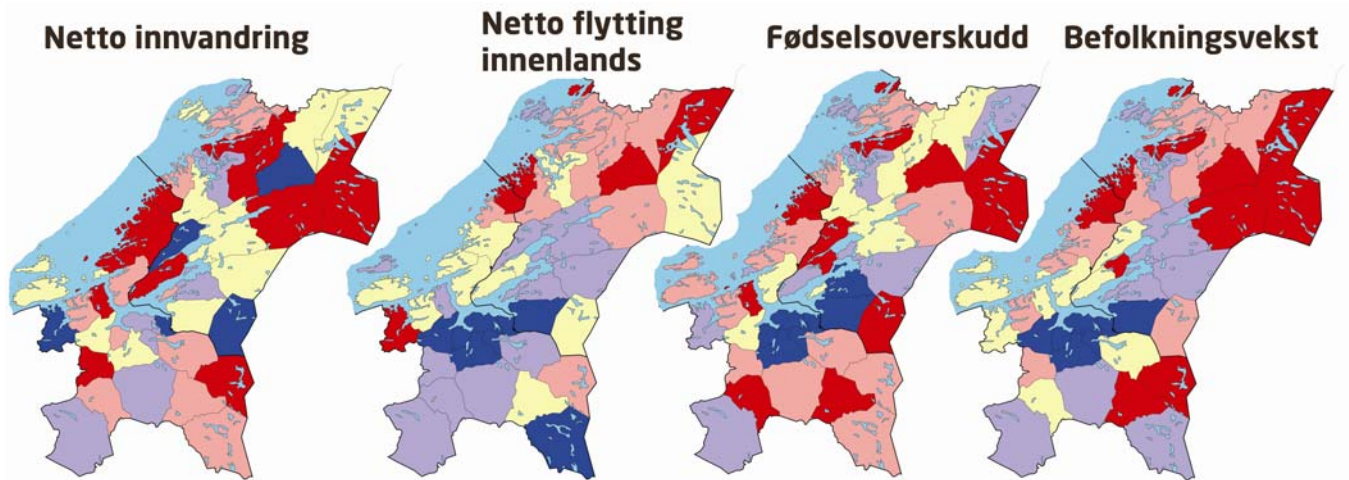 Netto innvandring
Netto flytting
innenlands
Fødselsoverskudd
Befolkningsvekst